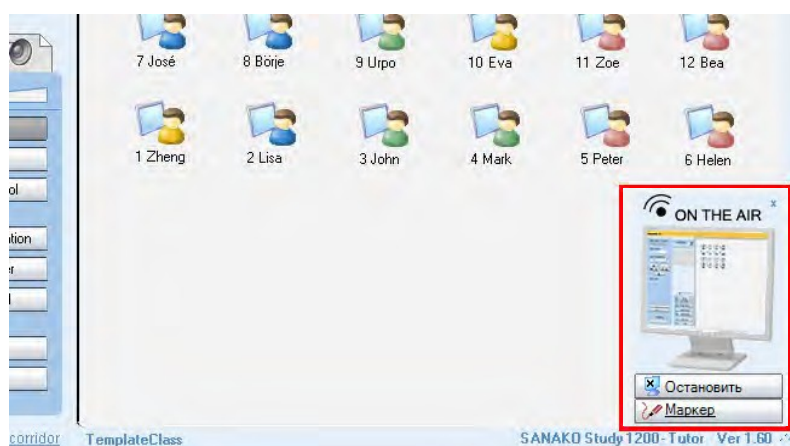 7 José 8 Börje 9 Urpo 10 Eva 11 Zoe 12 Bea
1 Zheng 2 Lisa 3 John 4 Mark 5 Peter 6 Helen
ON THE AIR x
Остановить
Маркер
corridor TemplateClass SANAKO Study 1200 - Tutor Ver 1.60